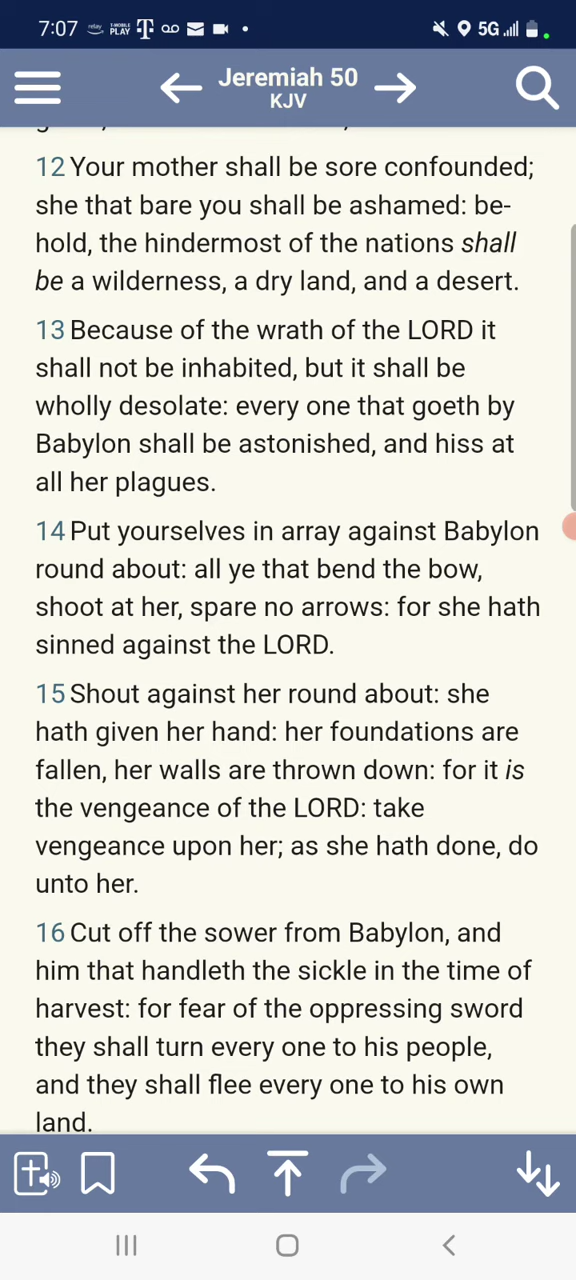 7:07 relay T-MOBILE PLAY T 5G
Jeremiah 50
KJV
12 Your mother shall be sore confounded;
she that bare you shall be ashamed: be-
hold, the hindermost of the nations shall
be a wilderness, a dry land, and a desert.
13 Because of the wrath of the LORD it
shall not be inhabited, but it shall be
wholly desolate: every one that goeth by
Babylon shall be astonished, and hiss at
all her plagues.
14 Put yourselves in array against Babylon
round about: all ye that bend the bow,
shoot at her, spare no arrows: for she hath
sinned against the LORD.
15 Shout against her round about: she
hath given her hand: her foundations are
fallen, her walls are thrown down: for it is
the vengeance of the LORD: take
vengeance upon her; as she hath done, do
unto her.
16 Cut off the sower from Babylon, and
him that handleth the sickle in the time of
harvest: for fear of the oppressing sword
they shall turn every one to his people,
and they shall flee every one to his own
land.